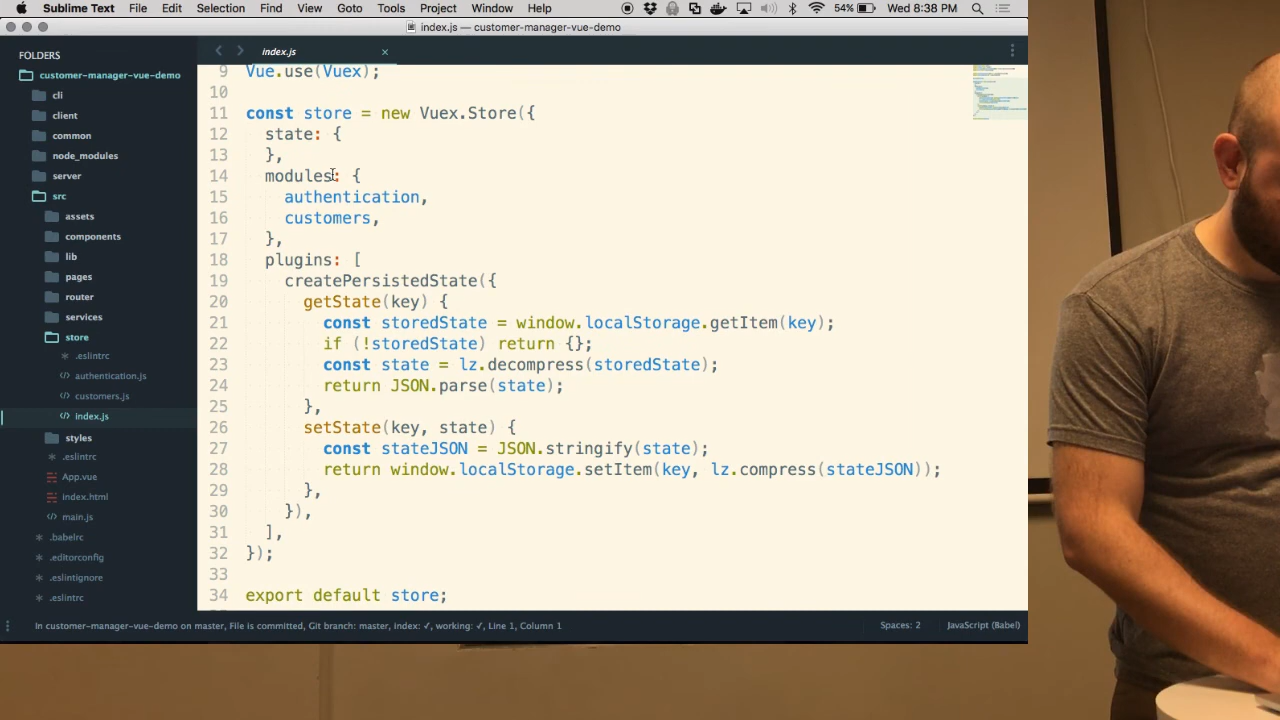 Sublime Text File Edit Selection Find View Goto Tools Project Window Help 54% Wed 8:38 PM
index.js — customer-manager-vue-demo
FOLDERS
customer-manager-vue-demo
cli
client
common
node_modules
server
src
assets
components
lib
pages
router
services
store
.eslintrc
authentication.js
customers.js
index.js
styles
.eslintrc
App.vue
index.html
main.js
.babelrc
.editorconfig
.eslintignore
.eslintrc
index.js
9 Vue.use(Vuex);
10
11 const store = new Vuex.Store({
12 state: {
13 },
14 modules: {
15 authentication,
16 customers,
17 },
18 plugins: [
19 createPersistedState({
20 getState(key) {
21 const storedState = window.localStorage.getItem(key);
22 if (!storedState) return {};
23 const state = lz.decompress(storedState);
24 return JSON.parse(state);
25 },
26 setState(key, state) {
27 const stateJSON = JSON.stringify(state);
28 return window.localStorage.setItem(key, lz.compress(stateJSON));
29 },
30 }),
31 ],
32 });
33
34 export default store;
In customer-manager-vue-demo on master, File is committed, Git branch: master, index: ✓, working: ✓, Line 1, Column 1 Spaces: 2 JavaScript (Babel)